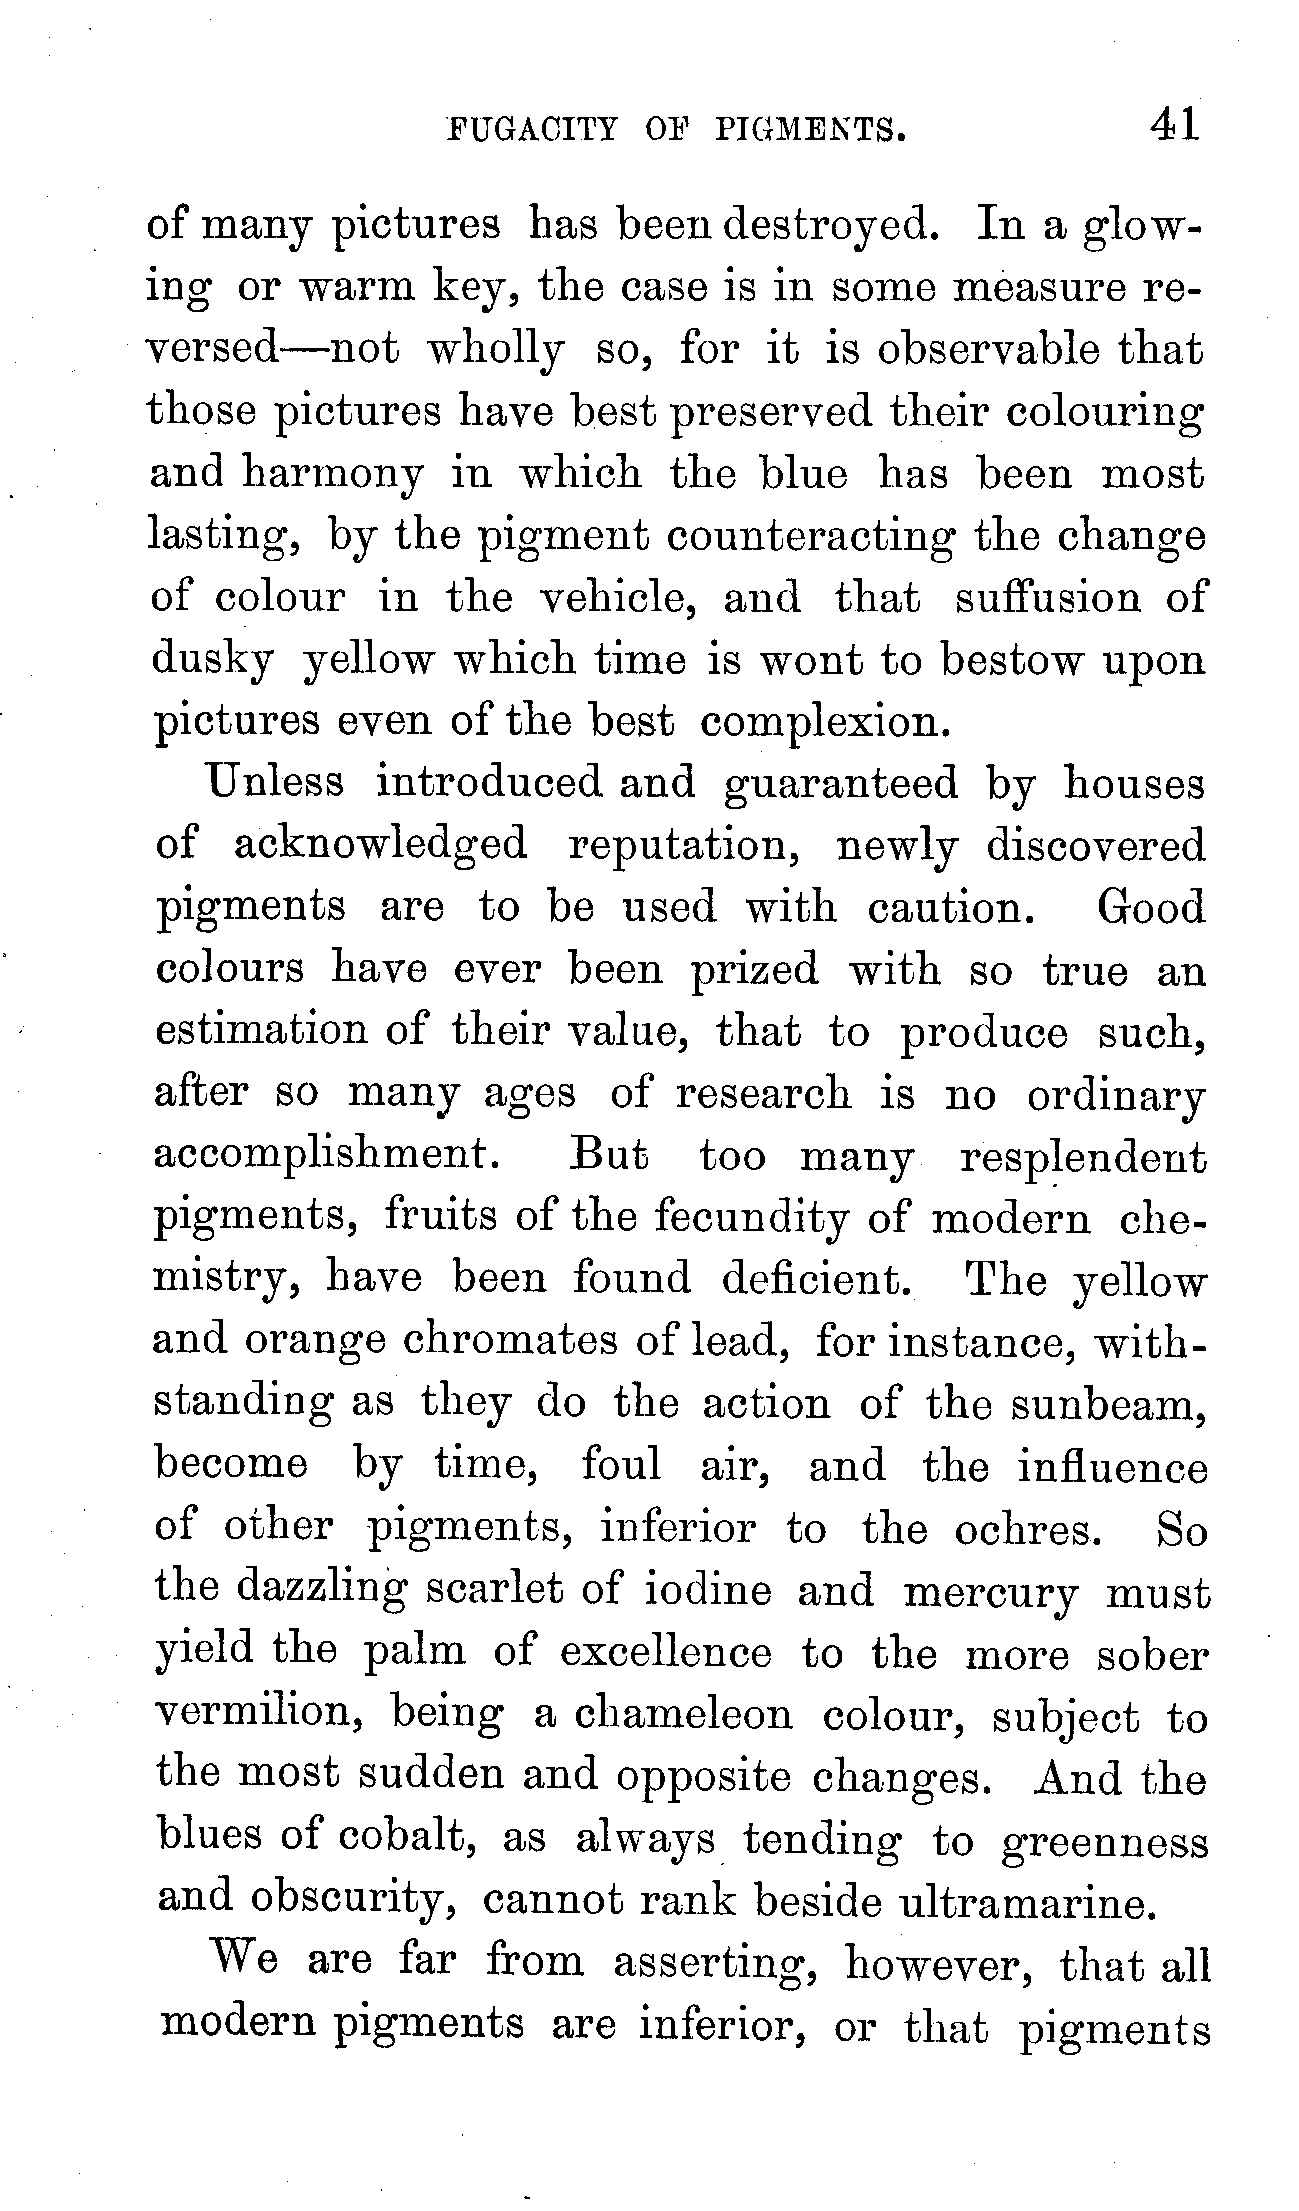 FUGACITY OF PIGMENTS. 41
of many pictures has been destroyed. In a glow-
ing or warm key, the case is in some measure re-
versed—not wholly so, for it is observable that
those pictures have best preserved their colouring
and harmony in which the blue has been most
lasting, by the pigment counteracting the change
of colour in the vehicle, and that suffusion of
dusky yellow which time is wont to bestow upon
pictures even of the best complexion.
Unless introduced and guaranteed by houses
of acknowledged reputation, newly discovered
pigments are to be used with caution. Good
colours have ever been prized with so true an
estimation of their value, that to produce such,
after so many ages of research is no ordinary
accomplishment. But too many resplendent
pigments, fruits of the fecundity of modern che-
mistry, have been found deficient. The yellow
and orange chromates of lead, for instance, with-
standing as they do the action of the sunbeam,
become by time, foul air, and the influence
of other pigments, inferior to the ochres. So
the dazzling scarlet of iodine and mercury must
yield the palm of excellence to the more sober
vermilion, being a chameleon colour, subject to
the most sudden and opposite changes. And the
blues of cobalt, as always tending to greenness
and obscurity, cannot rank beside ultramarine.
We are far from asserting, however, that all
modern pigments are inferior, or that pigments